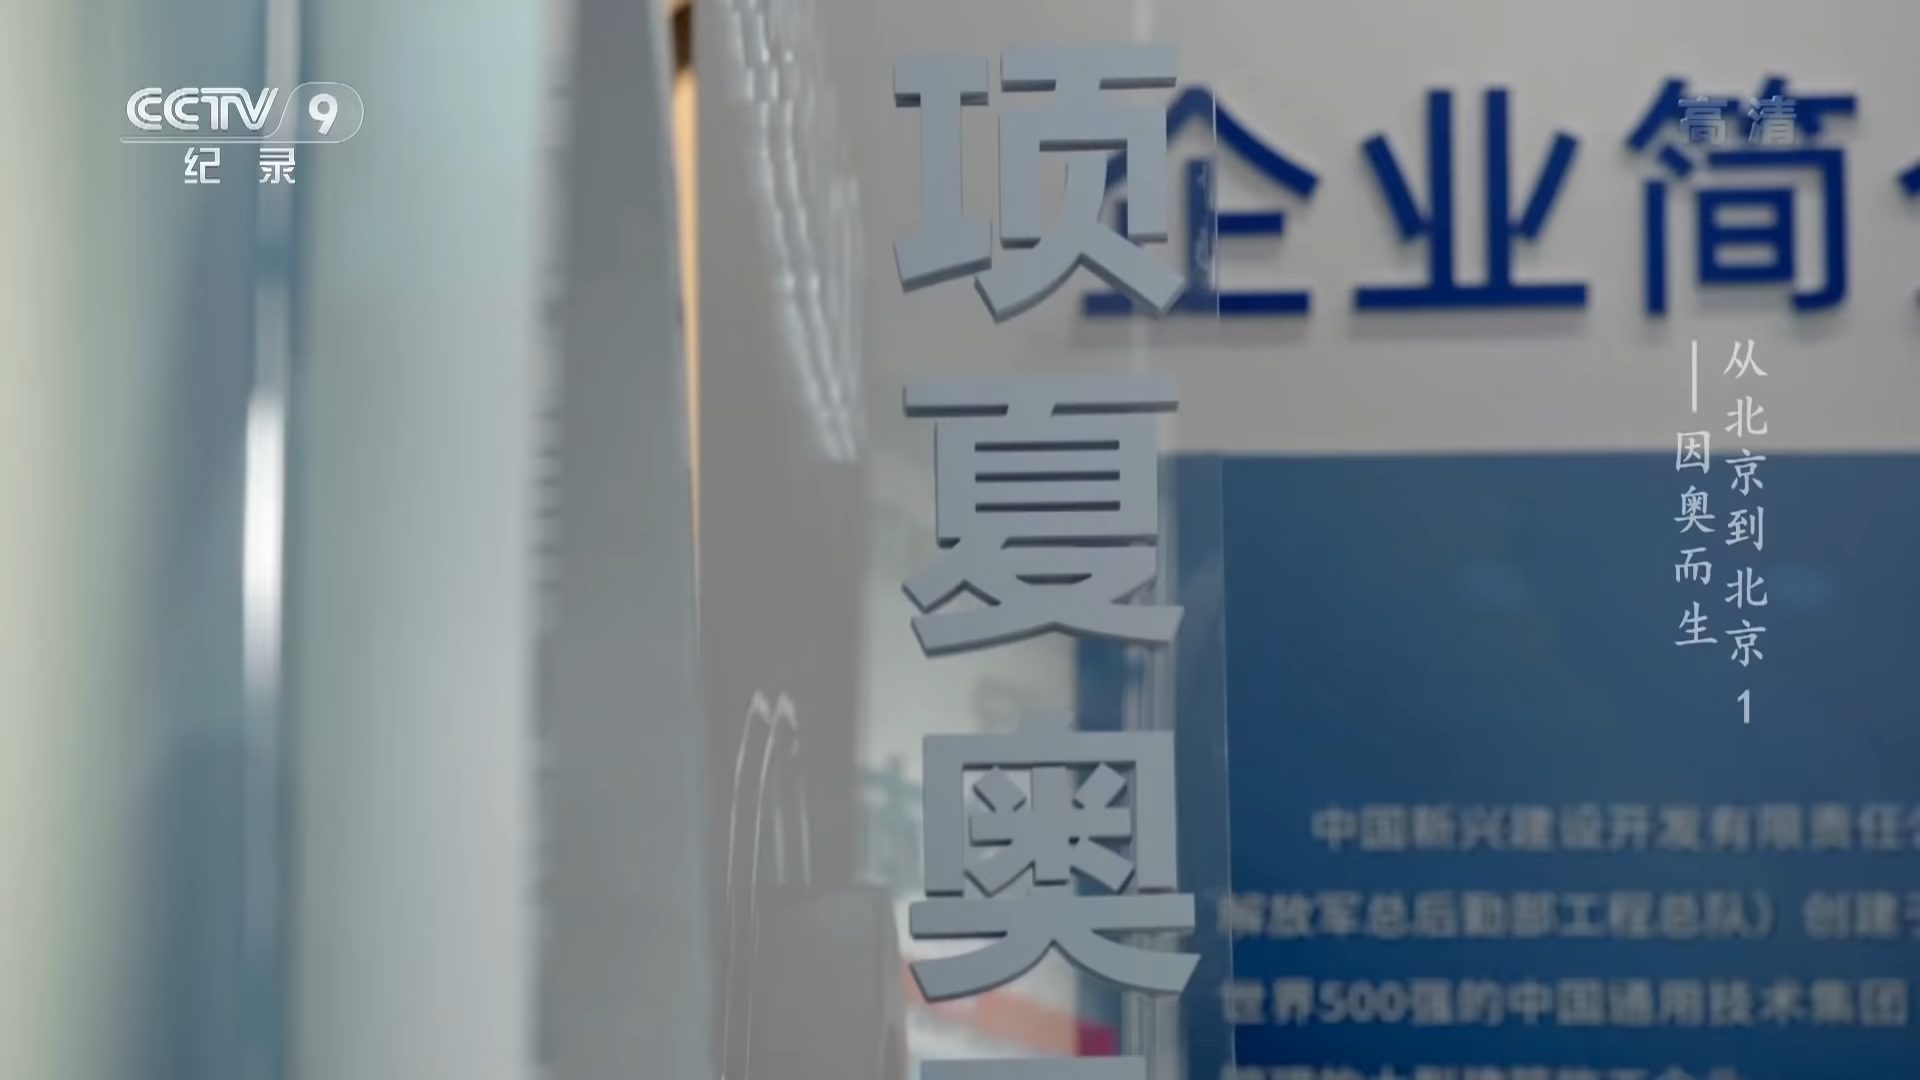 CCTV 9
纪录
高清
企业简
项夏奥
从北京到北京 1
—因奥而生
中国新兴建设开发有限责任
解放军总后勤部工程总队）创建
世界500强的中国通用技术集团